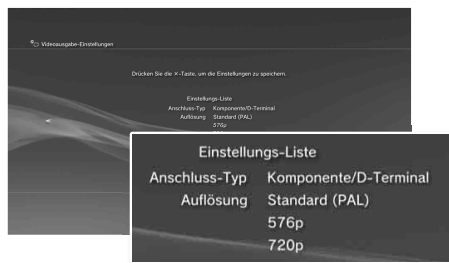 Videoausgabe-Einstellungen
Drücken Sie die ×-Taste, um die Einstellungen zu speichern.
Einstellungs-Liste
Anschluss-Typ Komponente/D-Terminal
Auflösung Standard (PAL)
576p
Einstellungs-Liste
Anschluss-Typ Komponente/D-Terminal
Auflösung Standard (PAL)
576p
720p